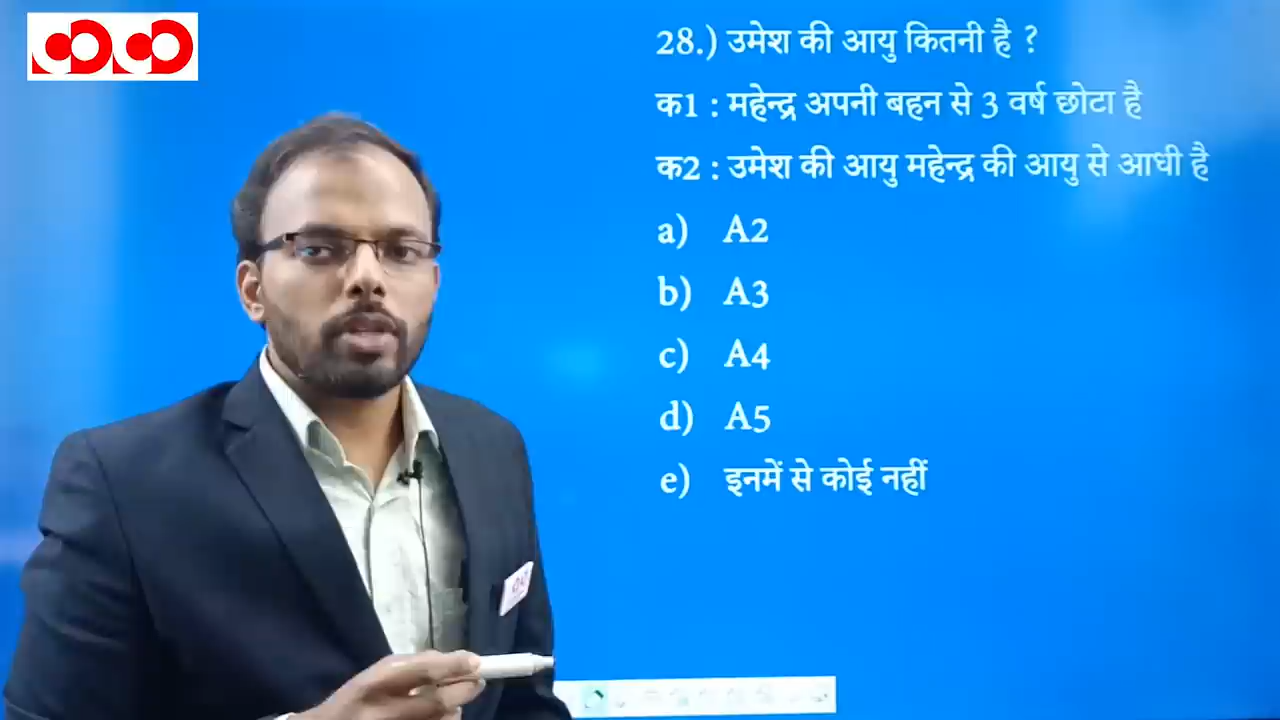 28.) उमेश की आयु कितनी है ?
क1 : महेन्द्र अपनी बहन से 3 वर्ष छोटा है
क2 : उमेश की आयु महेन्द्र की आयु से आधी है
a) A2
b) A3
c) A4
d) A5
e) इनमें से कोई नहीं